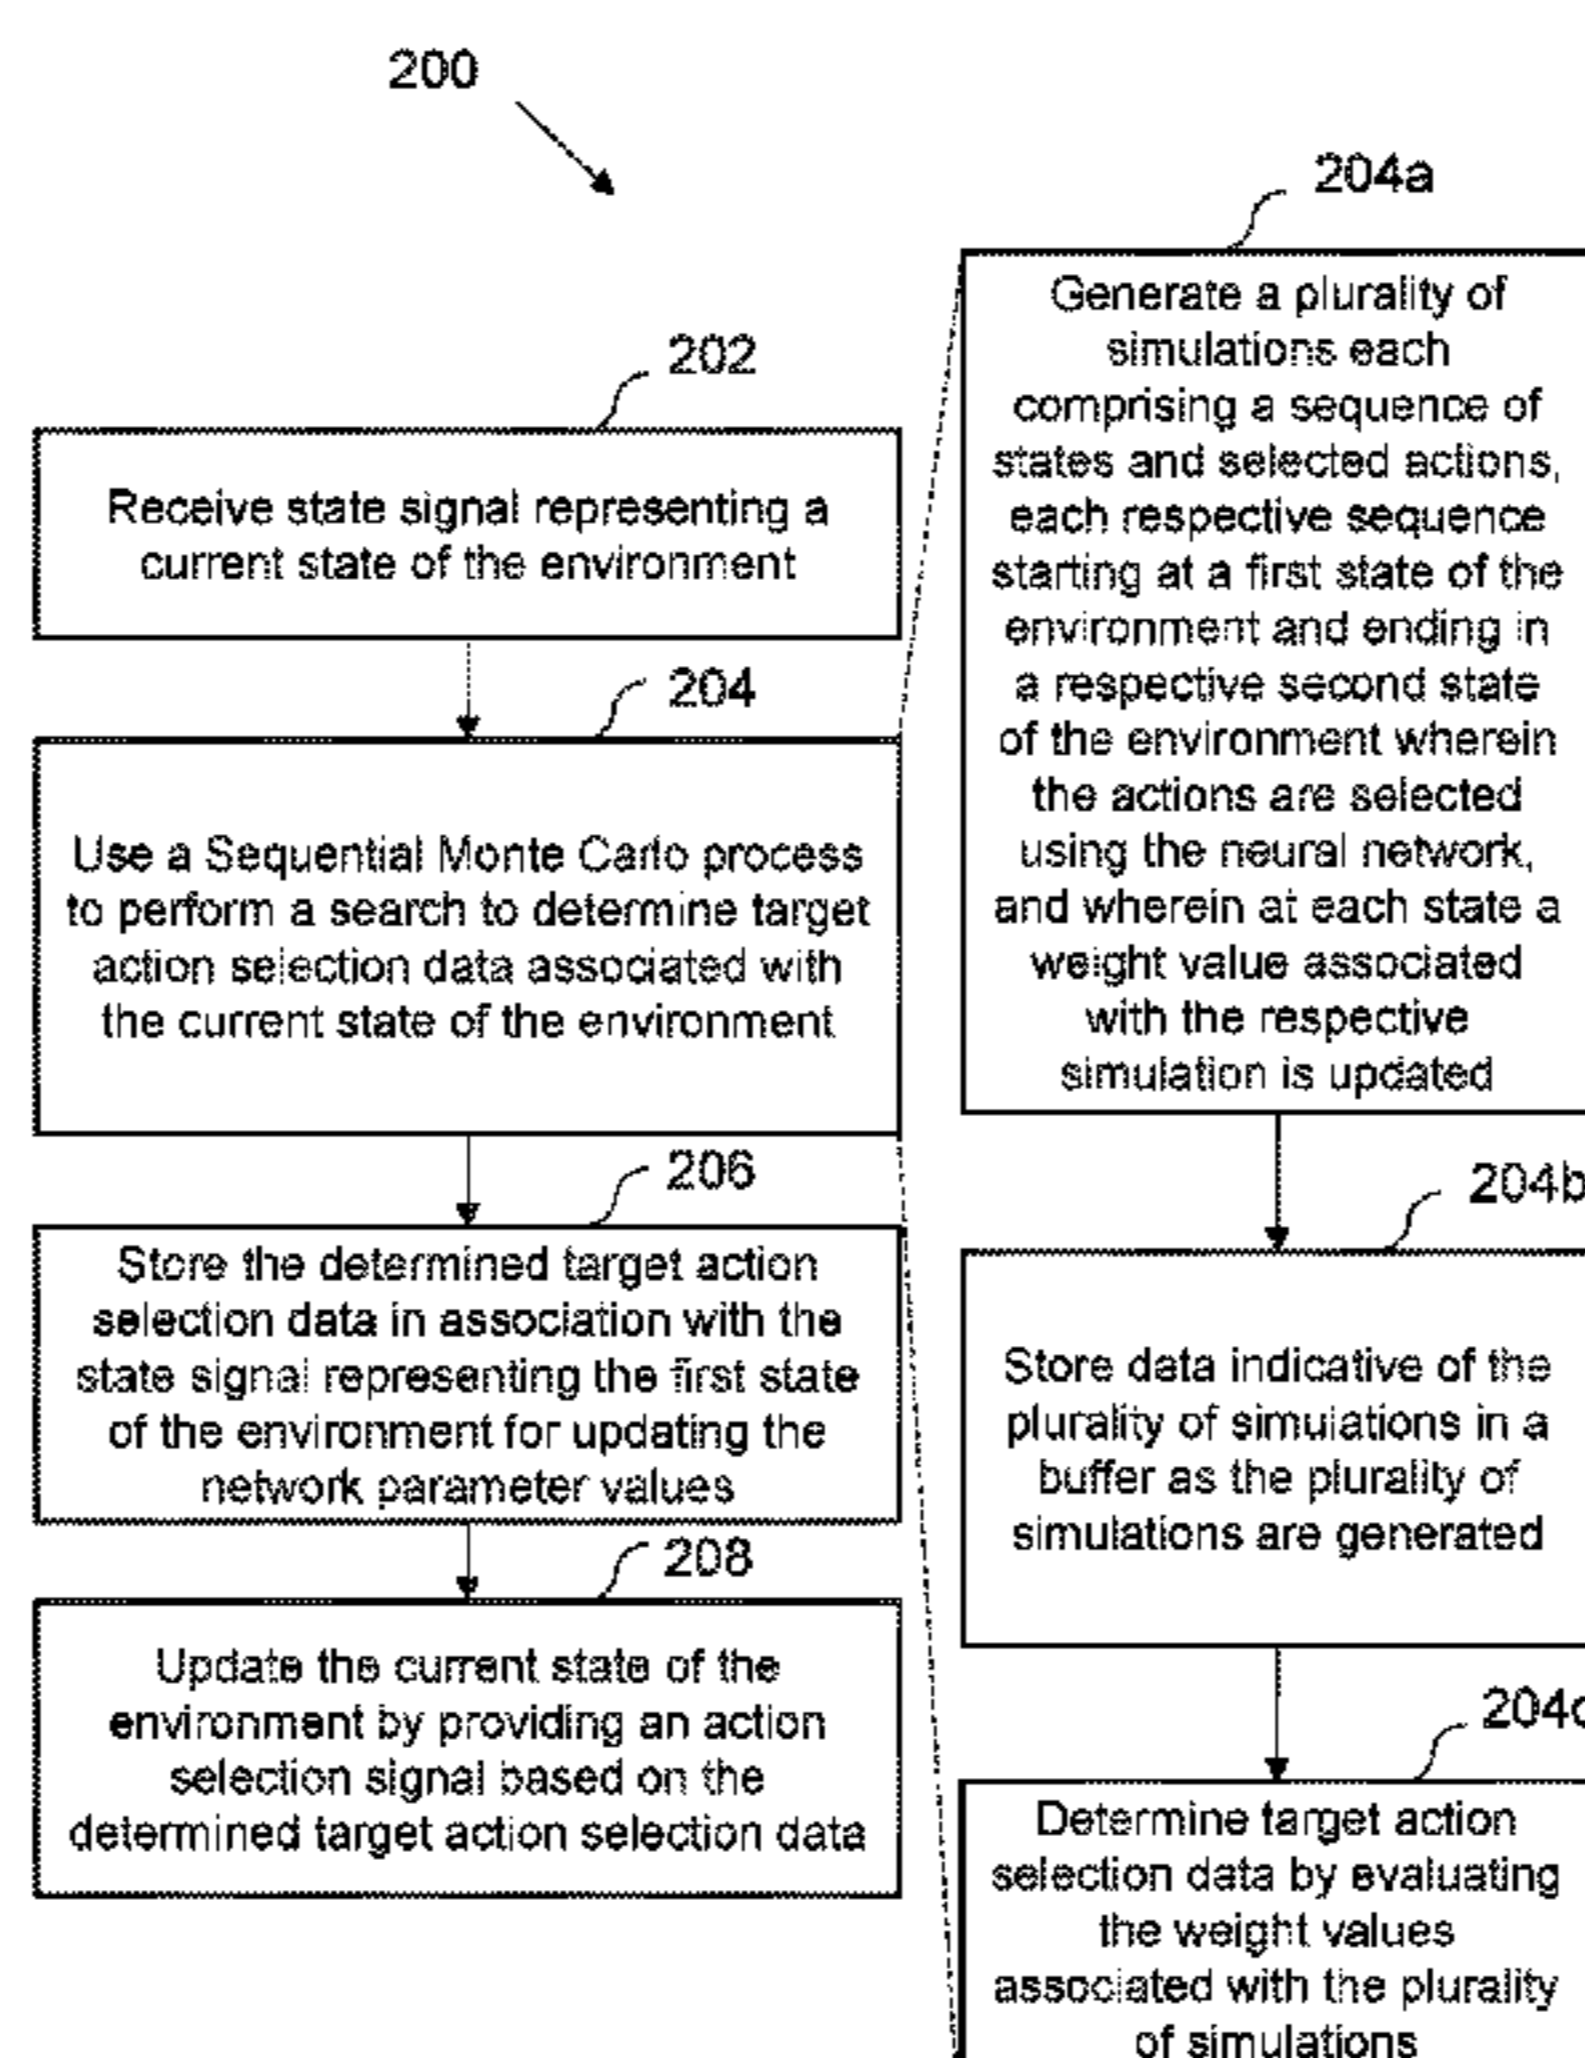 200
202
Receive state signal representing a
current state of the environment
204
Use a Sequential Monte Carlo process
to perform a search to determine target
action selection data associated with
the current state of the environment
206
Store the determined target action
selection data in association with the
state signal representing the first state
of the environment for updating the
network parameter values
208
Update the current state of the
environment by providing an action
selection signal based on the
determined target action selection data
204a
Generate a plurality of
simulations each
comprising a sequence of
states and selected actions,
each respective sequence
starting at a first state of the
environment and ending in
a respective second state
of the environment wherein
the actions are selected
using the neural network,
and wherein at each state a
weight value associated
with the respective
simulation is updated
204b
Store data indicative of the
plurality of simulations in a
buffer as the plurality of
simulations are generated
204c
Determine target action
selection data by evaluating
the weight values
associated with the plurality
of simulations